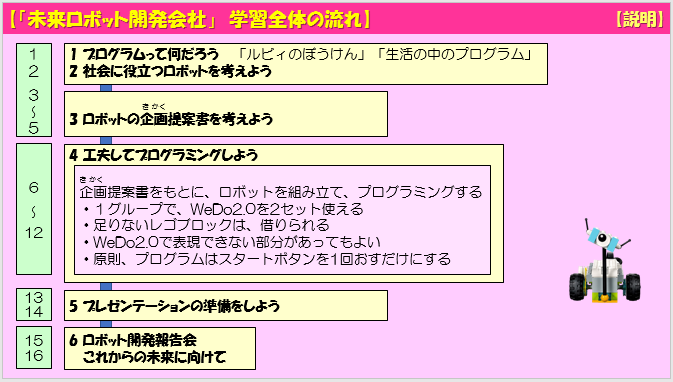 【「未来ロボット開発会社」 学習全体の流れ】 【説明】
1 1 プログラムって何だろう 「ルビィのぼうけん」「生活の中のプログラム」
2 2 社会に役立つロボットを考えよう
3
～
5
きかく
3 ロボットの企画提案書を考えよう
6
～
12
4 工夫してプログラミングしよう
きかく
企画提案書をもとに、ロボットを組み立て、プログラミングする
・１グループで、WeDo2.0を2セット使える
・足りないレゴブロックは、借りられる
・WeDo2.0で表現できない部分があってもよい
・原則、プログラムはスタートボタンを1回おすだけにする
13
14
5 プレゼンテーションの準備をしよう
15
16
6 ロボット開発報告会
これからの未来に向けて